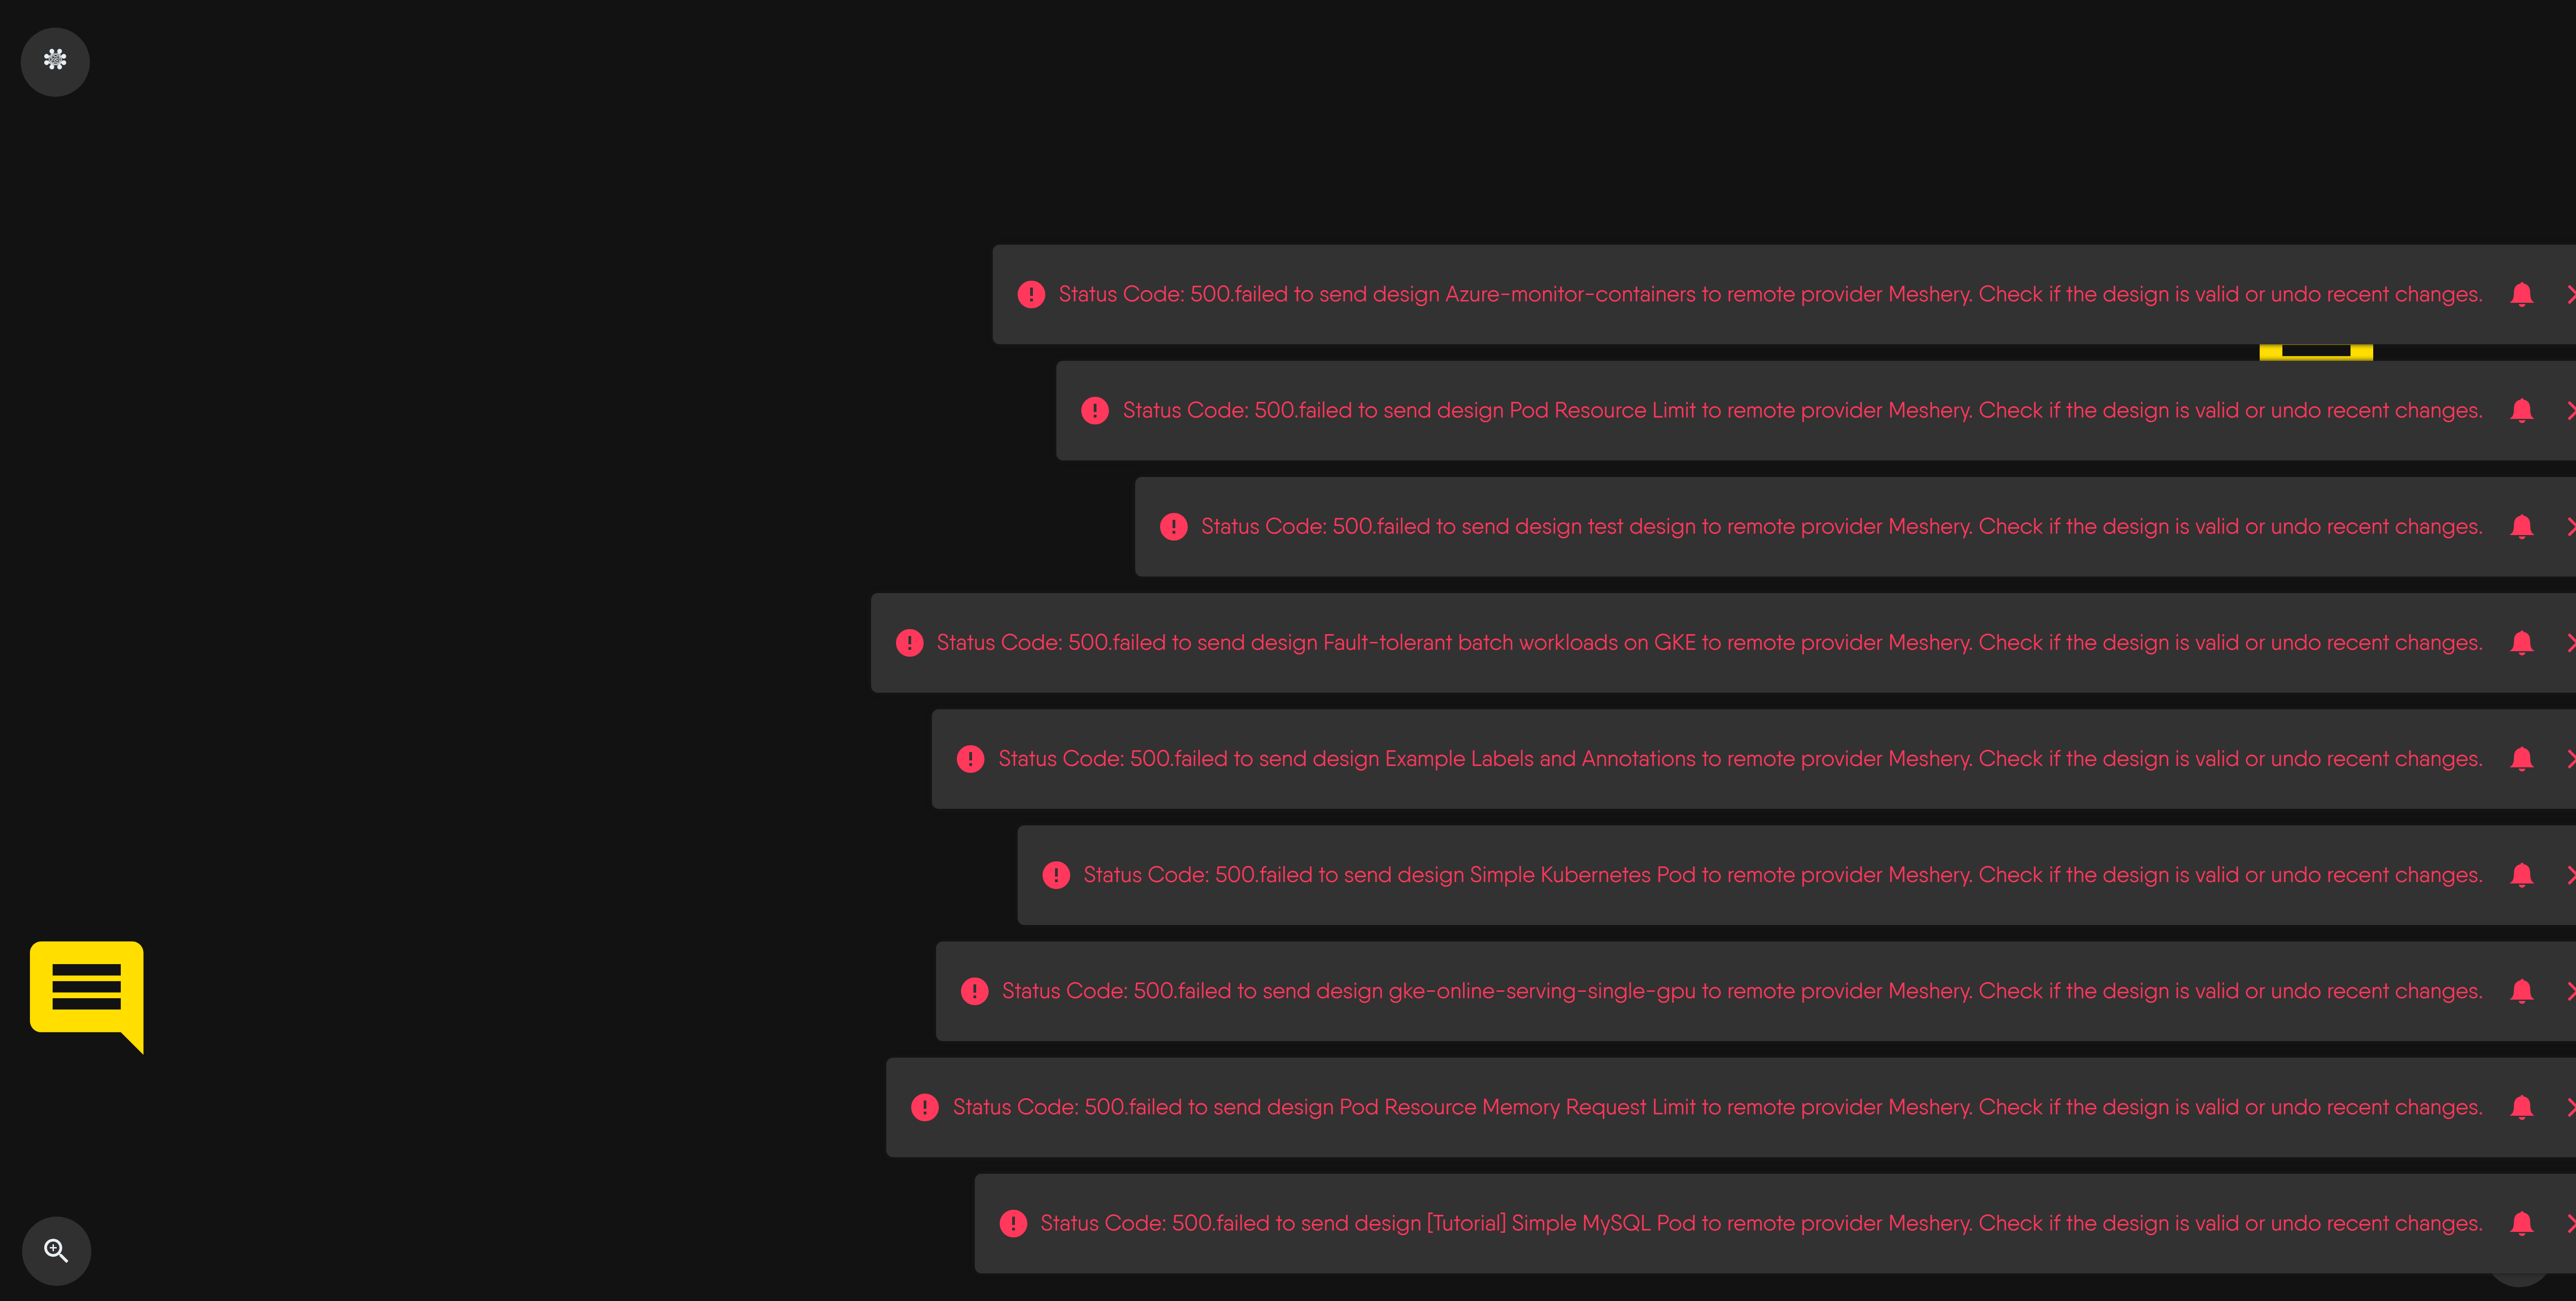 Status Code: 500.failed to send design Azure-monitor-containers to remote provider Meshery. Check if the design is valid or undo recent changes.
Status Code: 500.failed to send design Pod Resource Limit to remote provider Meshery. Check if the design is valid or undo recent changes.
Status Code: 500.failed to send design test design to remote provider Meshery. Check if the design is valid or undo recent changes.
Status Code: 500.failed to send design Fault-tolerant batch workloads on GKE to remote provider Meshery. Check if the design is valid or undo recent changes.
Status Code: 500.failed to send design Example Labels and Annotations to remote provider Meshery. Check if the design is valid or undo recent changes.
Status Code: 500.failed to send design Simple Kubernetes Pod to remote provider Meshery. Check if the design is valid or undo recent changes.
Status Code: 500.failed to send design gke-online-serving-single-gpu to remote provider Meshery. Check if the design is valid or undo recent changes.
Status Code: 500.failed to send design Pod Resource Memory Request Limit to remote provider Meshery. Check if the design is valid or undo recent changes.
Status Code: 500.failed to send design [Tutorial] Simple MySQL Pod to remote provider Meshery. Check if the design is valid or undo recent changes.